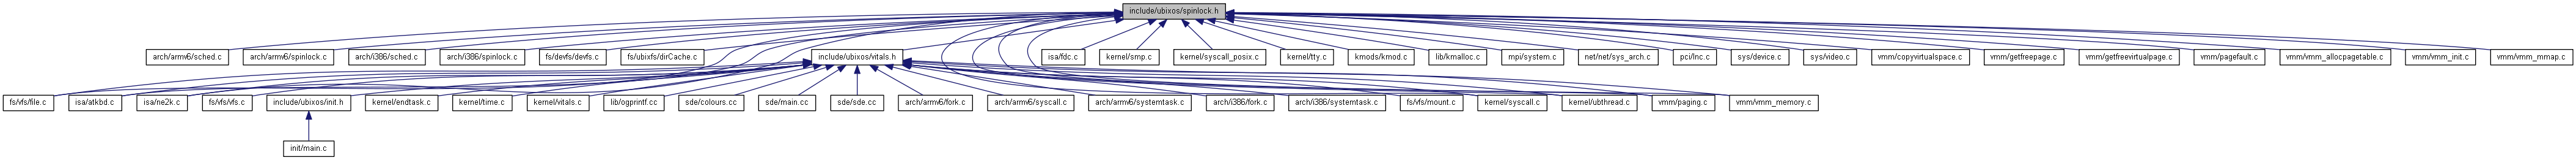 include/ubixos/spinlock.h
arch/armv6/sched.c
arch/armv6/spinlock.c
arch/i386/sched.c
arch/i386/spinlock.c
fs/devfs/devfs.c
fs/ubixfs/dirCache.c
include/ubixos/vitals.h
isa/fdc.c
kernel/smp.c
kernel/syscall_posix.c
kernel/tty.c
kmods/kmod.c
lib/kmalloc.c
mpi/system.c
net/net/sys_arch.c
pci/lnc.c
sys/device.c
sys/video.c
vmm/copyvirtualspace.c
vmm/getfreepage.c
vmm/getfreevirtualpage.c
vmm/pagefault.c
vmm/vmm_allocpagetable.c
vmm/vmm_init.c
vmm/vmm_mmap.c
fs/vfs/file.c
isa/atkbd.c
isa/ne2k.c
fs/vfs/vfs.c
include/ubixos/init.h
kernel/endtask.c
kernel/time.c
kernel/vitals.c
lib/ogprintf.cc
sde/colours.cc
sde/main.cc
sde/sde.cc
arch/armv6/fork.c
arch/armv6/syscall.c
arch/armv6/systemtask.c
arch/i386/fork.c
arch/i386/systemtask.c
fs/vfs/mount.c
kernel/syscall.c
kernel/ubthread.c
vmm/paging.c
vmm/vmm_memory.c
init/main.c